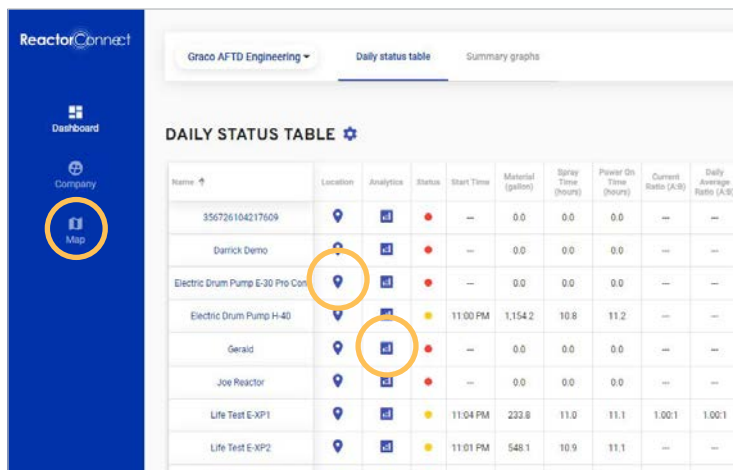 ReactorConnect
Graco AFTD Engineering
Daily status table
Summary graphs
Dashboard
Company
Map
DAILY STATUS TABLE
Name Location Analytics Status Start Time Material (gallon) Spray Time (hours) Power On Time (hours) Current Ratio (A:B) Daily Average Ratio (A:B)
356726104217609 -- 0.0 0.0 0.0 -- --
Darrick Demo -- 0.0 0.0 0.0 -- --
Electric Drum Pump E-30 Pro Con -- 0.0 0.0 0.0 -- --
Electric Drum Pump H-40 11:00 PM 1,154.2 10.8 11.2 -- --
Gerald -- 0.0 0.0 0.0 -- --
Joe Reactor -- 0.0 0.0 0.0 -- --
Life Test E-XP1 11:04 PM 233.8 11.0 11.1 1.00:1 1.00:1
Life Test E-XP2 11:01 PM 548.1 10.9 11.1 -- --